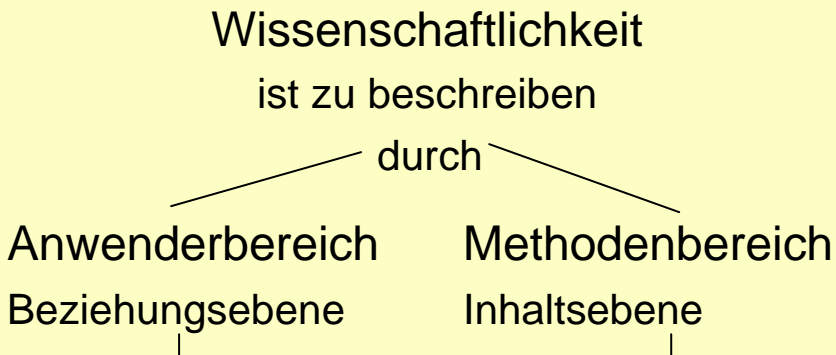 Wissenschaftlichkeit
ist zu beschreiben
durch
Anwenderbereich Methodenbereich
Beziehungsebene Inhaltsebene